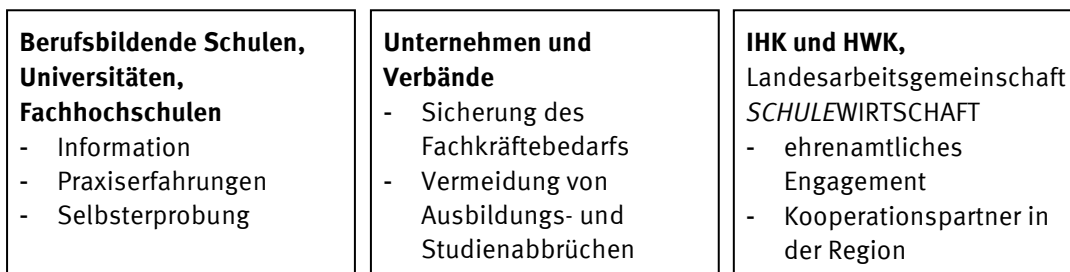 Berufsbildende Schulen,
Universitäten,
Fachhochschulen
- Information
- Praxiserfahrungen
- Selbsterprobung
Unternehmen und
Verbände
- Sicherung des
Fachkräftebedarfs
- Vermeidung von
Ausbildungs- und
Studienabbrüchen
IHK und HWK,
Landesarbeitsgemeinschaft
SCHULEWIRTSCHAFT
- ehrenamtliches
Engagement
- Kooperationspartner in
der Region